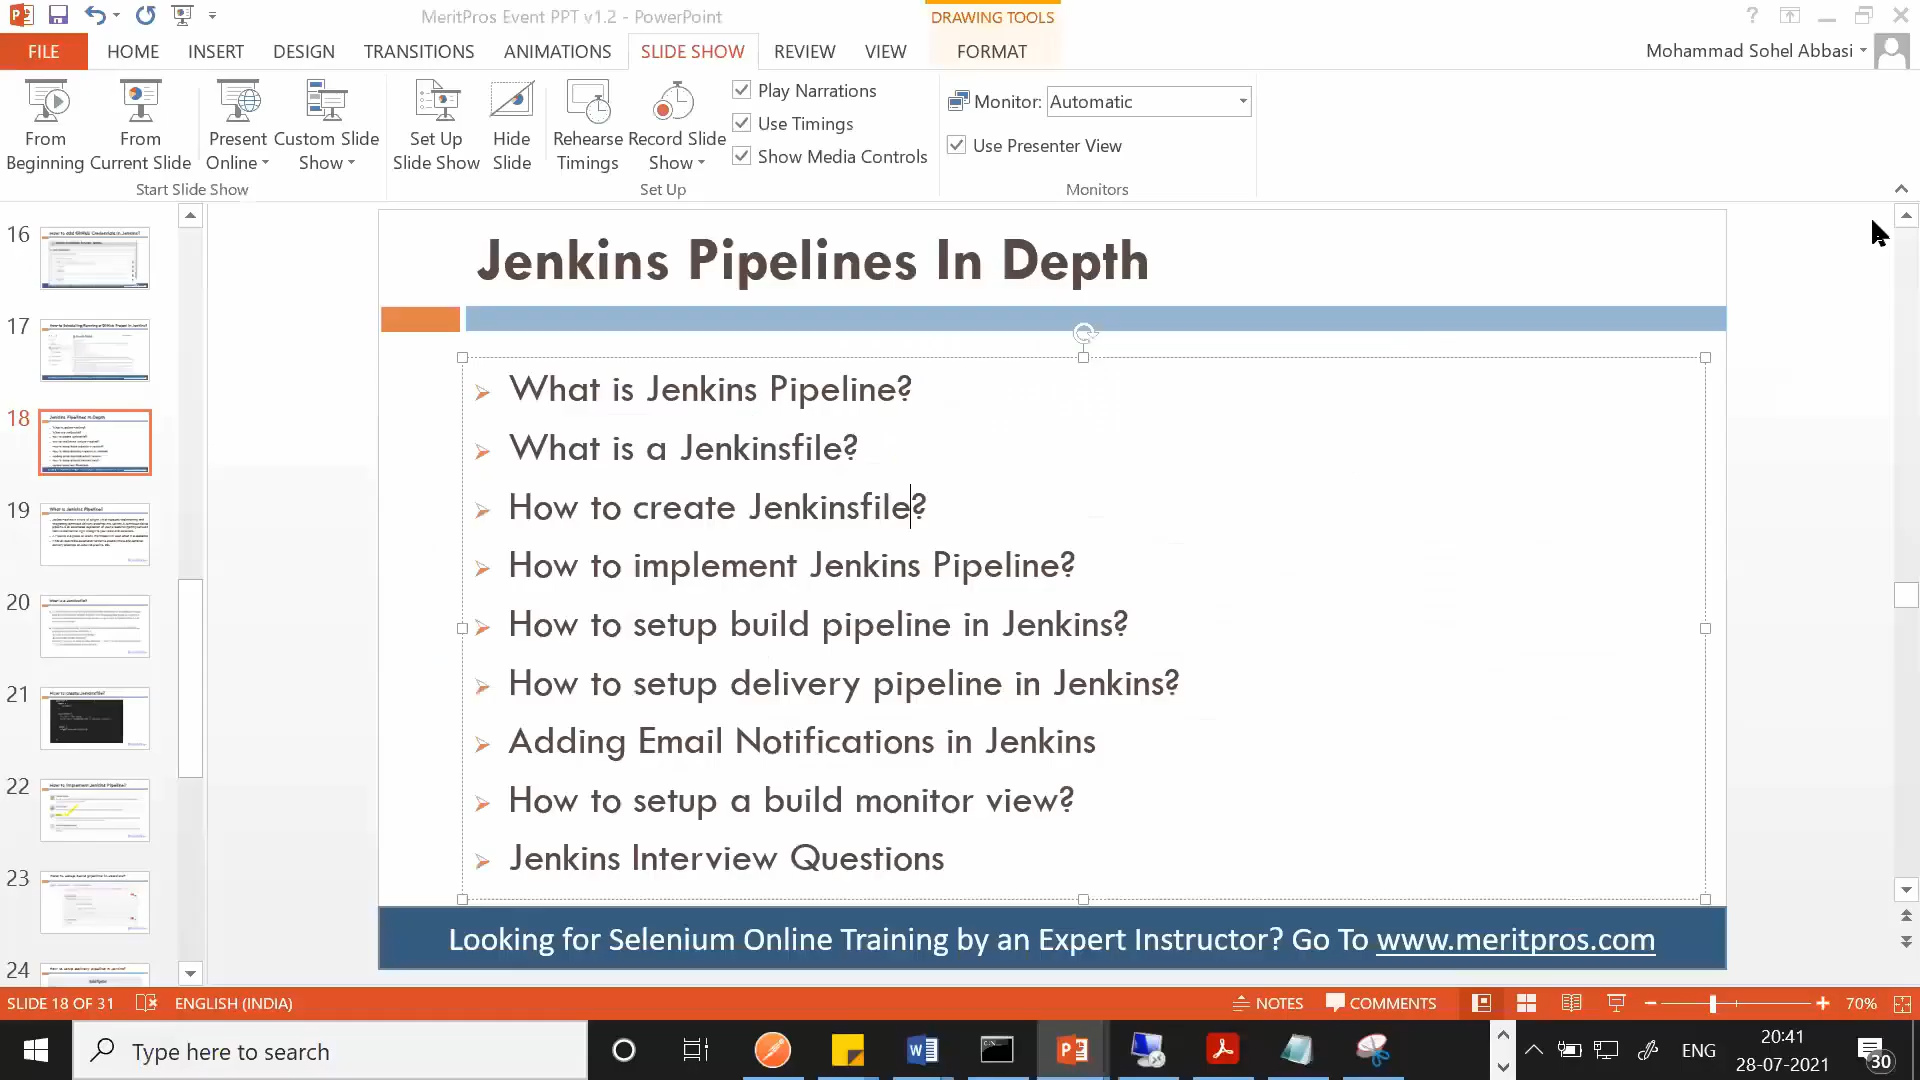 MeritPros Event PPT v1.2 - PowerPoint
DRAWING TOOLS
FILE
HOME
INSERT
DESIGN
TRANSITIONS
ANIMATIONS
SLIDE SHOW
REVIEW
VIEW
FORMAT
Mohammad Sohel Abbasi
From Beginning
From Current Slide
Present Online
Custom Slide Show
Set Up Slide Show
Hide Slide
Rehearse Timings
Record Slide Show
Play Narrations
Use Timings
Show Media Controls
Monitor: Automatic
Use Presenter View
Start Slide Show
Set Up
Monitors
16
17
18
19
20
21
22
23
24
Jenkins Pipelines In Depth
What is Jenkins Pipeline?
What is a Jenkinsfile?
How to create Jenkinsfile?
How to implement Jenkins Pipeline?
How to setup build pipeline in Jenkins?
How to setup delivery pipeline in Jenkins?
Adding Email Notifications in Jenkins
How to setup a build monitor view?
Jenkins Interview Questions
Looking for Selenium Online Training by an Expert Instructor? Go To www.meritpros.com
SLIDE 18 OF 31
ENGLISH (INDIA)
NOTES
COMMENTS
70%
Type here to search
ENG
20:41
28-07-2021
30